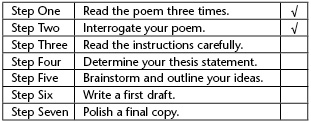 Step One Read the poem three times. √
Step Two Interrogate your poem. √
Step Three Read the instructions carefully.
Step Four Determine your thesis statement.
Step Five Brainstorm and outline your ideas.
Step Six Write a first draft.
Step Seven Polish a final copy.